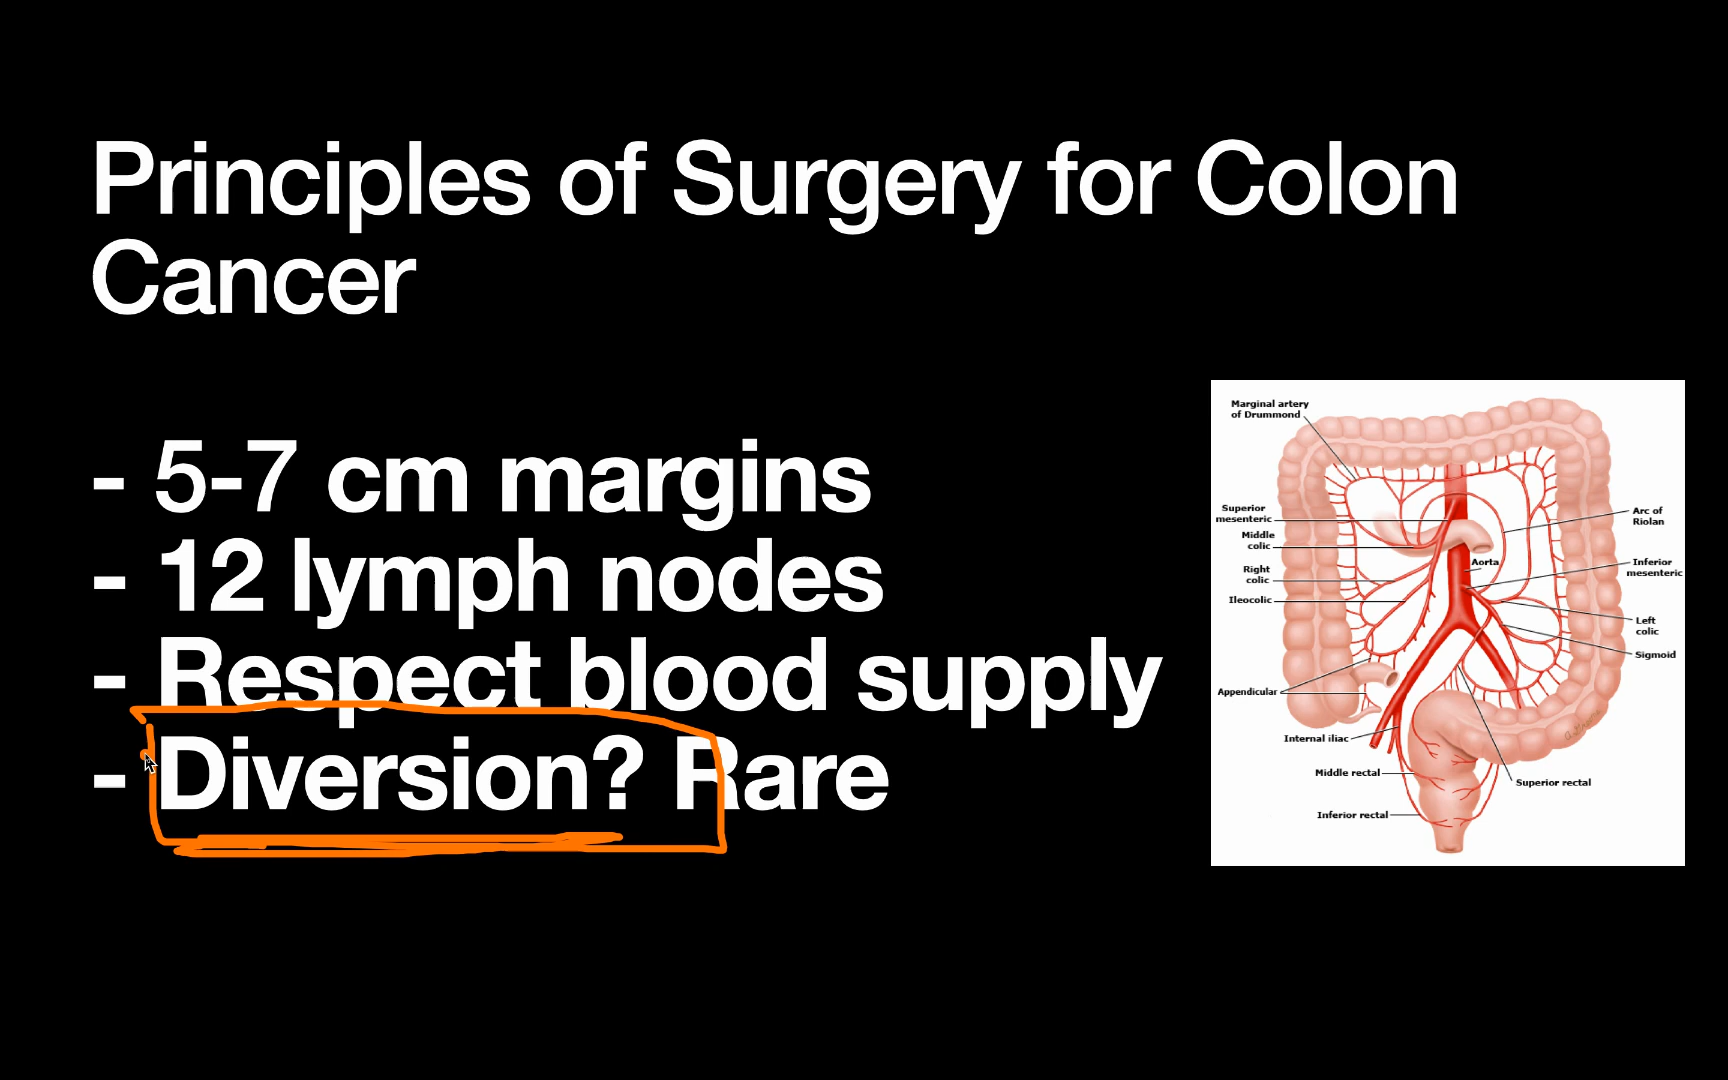 Principles of Surgery for Colon
Cancer
- 5-7 cm margins
- 12 lymph nodes
- Respect blood supply
- Diversion? Rare
Marginal artery
of Drummond
Superior
mesenteric
Middle
colic
Right
colic
Ileocolic
Appendicular
Internal iliac
Middle rectal
Inferior rectal
Aorta
Arc of
Riolan
Inferior
mesenteric
Left
colic
Sigmoid
Superior rectal